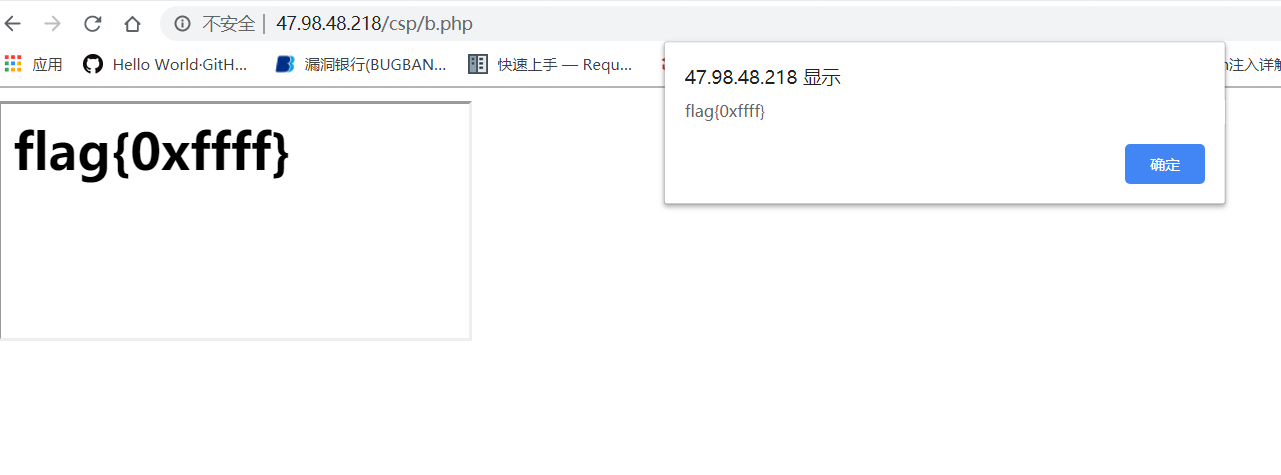 不安全 | 47.98.48.218/csp/b.php
应用 Hello World·GitH... 漏洞银行(BUGBAN... 快速上手 — Requ... 注入详解
47.98.48.218 显示
flag{0xffff}
确定
flag{0xffff}